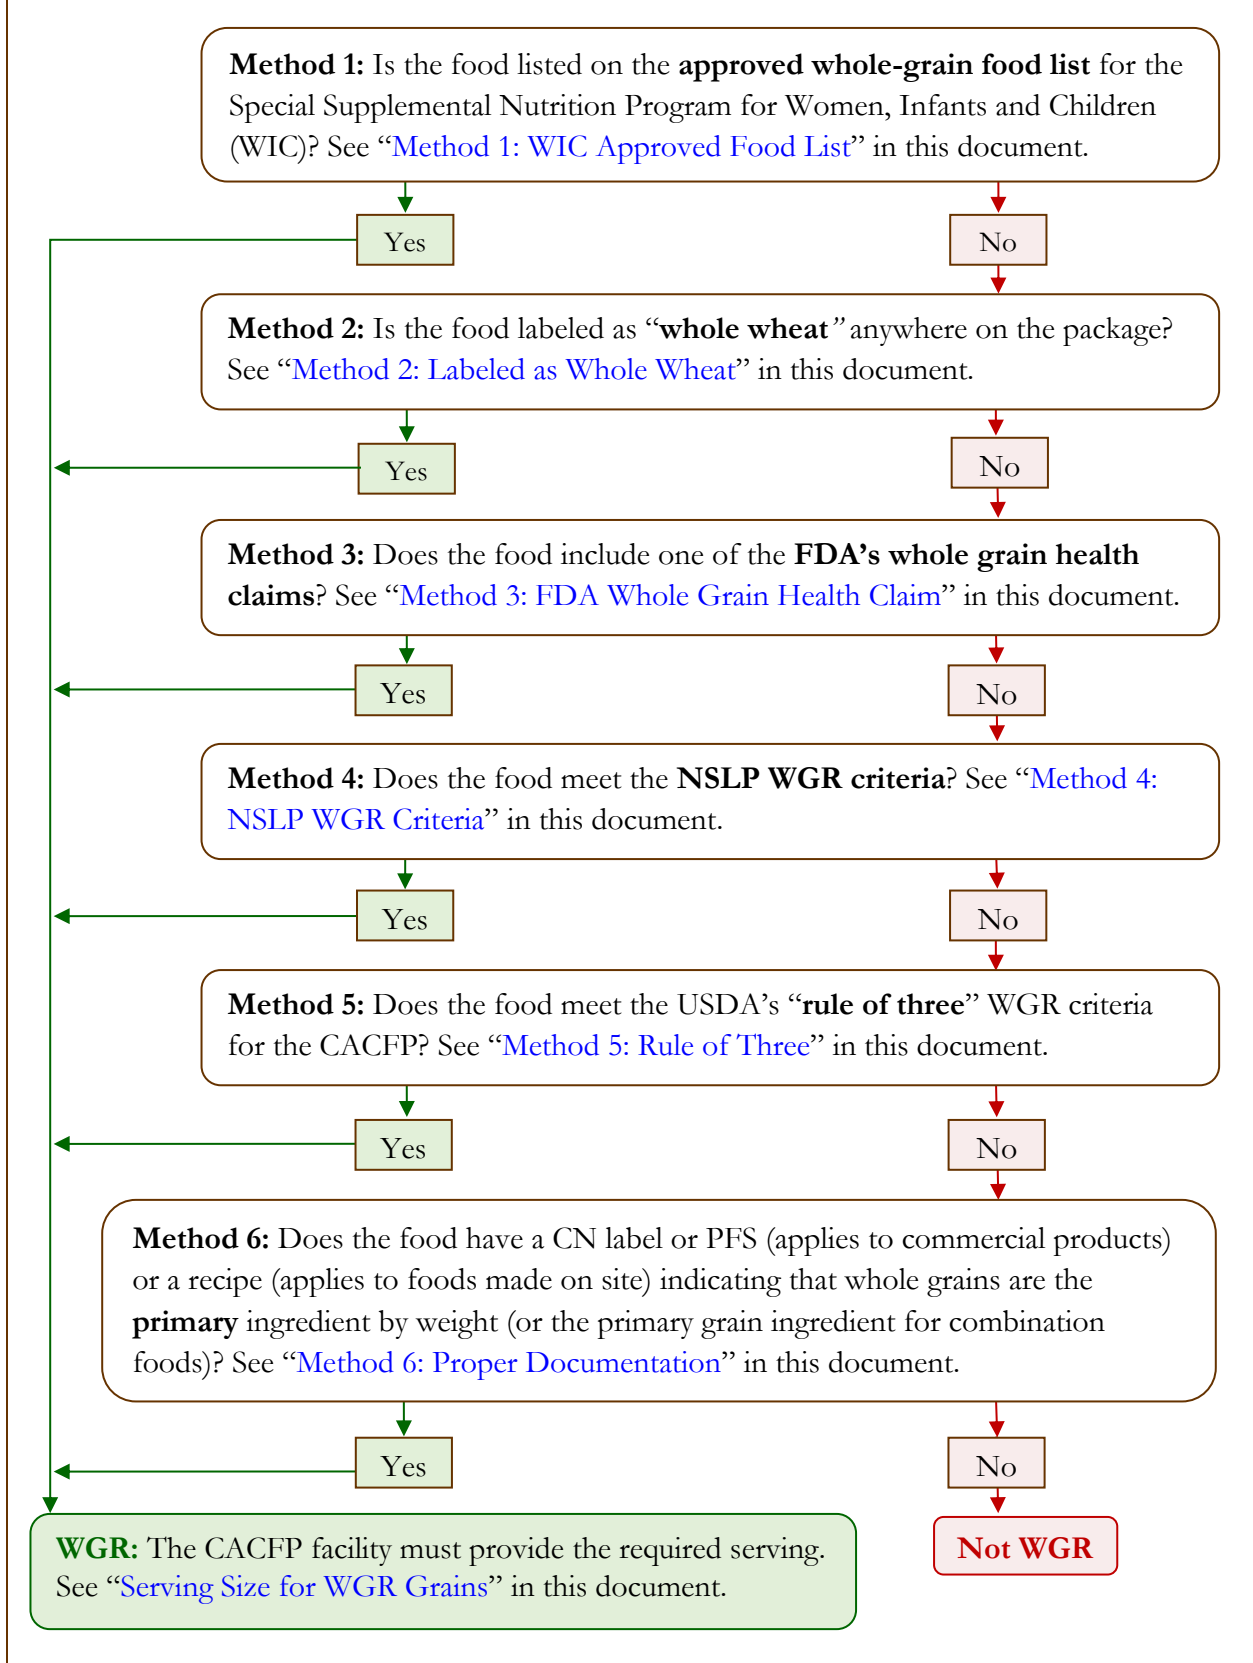 Method 1: Is the food listed on the approved whole-grain food list for the
Special Supplemental Nutrition Program for Women, Infants and Children
(WIC)? See “Method 1: WIC Approved Food List” in this document.
Yes
No
Method 2: Is the food labeled as “whole wheat” anywhere on the package?
See “Method 2: Labeled as Whole Wheat” in this document.
Yes
No
Method 3: Does the food include one of the FDA’s whole grain health
claims? See “Method 3: FDA Whole Grain Health Claim” in this document.
Yes
No
Method 4: Does the food meet the NSLP WGR criteria? See “Method 4:
NSLP WGR Criteria” in this document.
Yes
No
Method 5: Does the food meet the USDA’s “rule of three” WGR criteria
for the CACFP? See “Method 5: Rule of Three” in this document.
Yes
No
Method 6: Does the food have a CN label or PFS (applies to commercial products)
or a recipe (applies to foods made on site) indicating that whole grains are the
primary ingredient by weight (or the primary grain ingredient for combination
foods)? See “Method 6: Proper Documentation” in this document.
Yes
No
WGR: The CACFP facility must provide the required serving.
See “Serving Size for WGR Grains” in this document.
Not WGR